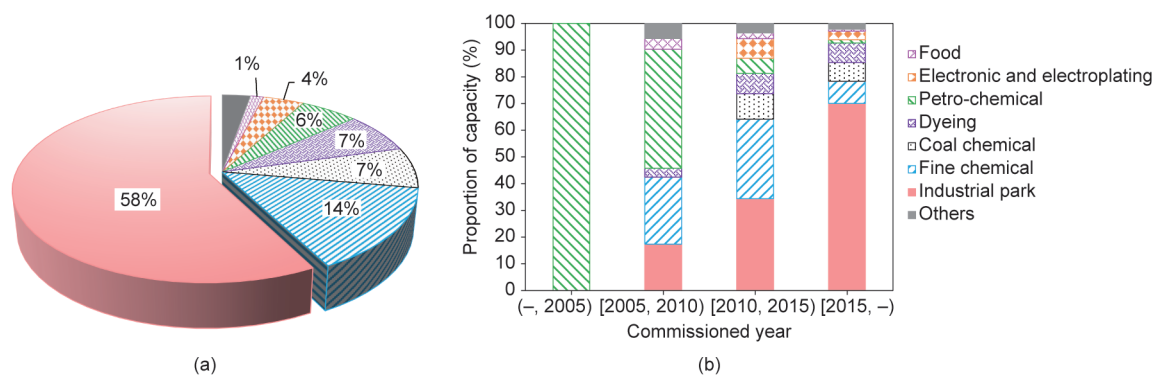 (a)
1%
4%
6%
7%
7%
14%
58%
(b)
Proportion of capacity (%)
100
90
80
70
60
50
40
30
20
10
0
(–, 2005) [2005, 2010) [2010, 2015) [2015, –)
Commissioned year
Food
Electronic and electroplating
Petro-chemical
Dyeing
Coal chemical
Fine chemical
Industrial park
Others
(a)
(b)